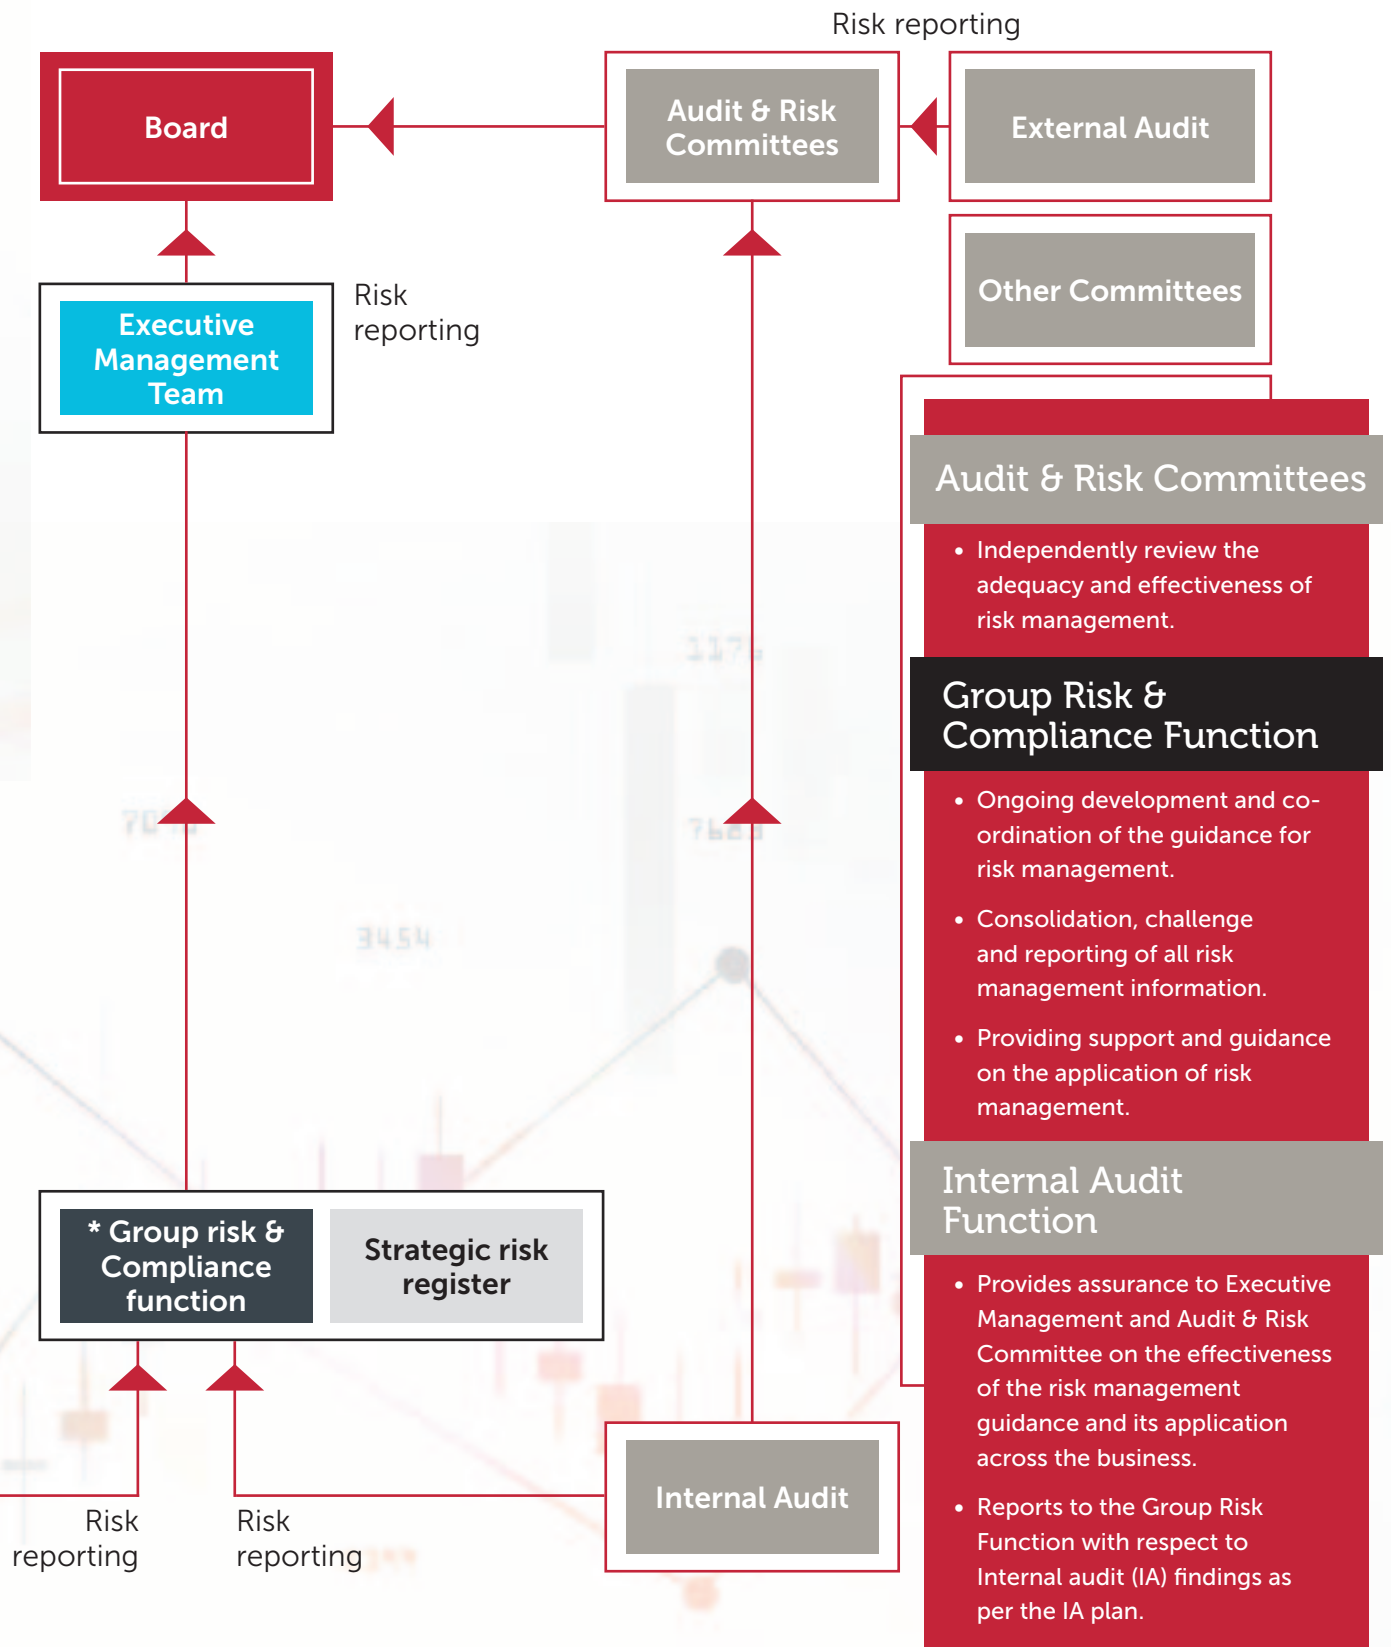 Risk reporting
Board
Audit & Risk
Committees
External Audit
Other Committees
Executive
Management
Team
Risk
reporting
Audit & Risk Committees
• Independently review the
adequacy and effectiveness of
risk management.
Group Risk &
Compliance Function
• Ongoing development and co-
ordination of the guidance for
risk management.
• Consolidation, challenge
and reporting of all risk
management information.
• Providing support and guidance
on the application of risk
management.
Internal Audit
Function
• Provides assurance to Executive
Management and Audit & Risk
Committee on the effectiveness
of the risk management
guidance and its application
across the business.
• Reports to the Group Risk
Function with respect to
Internal audit (IA) findings as
per the IA plan.
1176
7683
3454
* Group risk &
Compliance
function
Strategic risk
register
Internal Audit
Risk
reporting
Risk
reporting